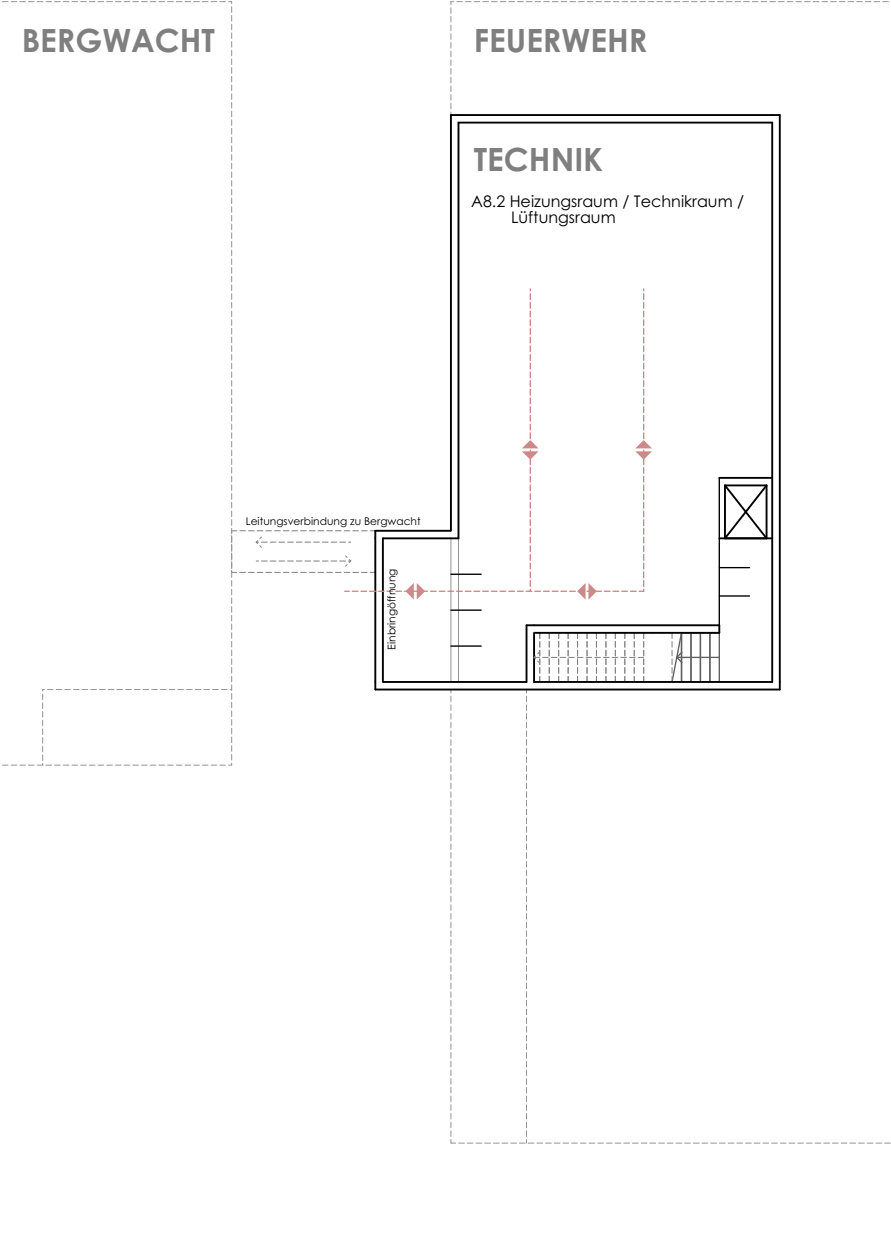 BERGWACHT
FEUERWEHR
TECHNIK
A8.2 Heizungsraum / Technikraum /
Lüftungsraum
Leitungsverbindung zu Bergwacht
Einbringöffnung